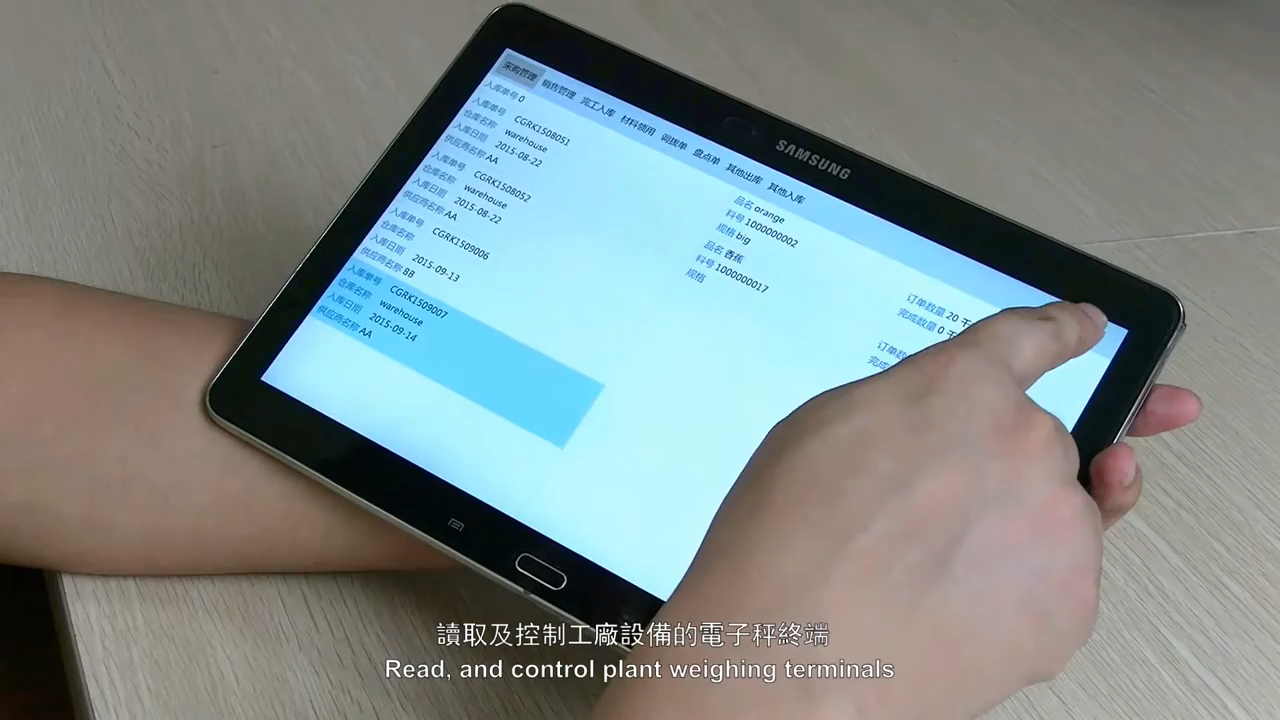 SAMSUNG
采购管理 销售管理 完工入库 材料领用 调拨单 盘点单 其他出库 其他入库
入库单号 0
入库单号 CGRK1508051
仓库名称 warehouse
入库日期 2015-08-22
供应商名称 AA
入库单号 CGRK1508052
仓库名称 warehouse
入库日期 2015-08-22
供应商名称 AA
入库单号 CGRK1509006
仓库名称
入库日期 2015-09-13
供应商名称 BB
入库单号 CGRK1509007
仓库名称 warehouse
入库日期 2015-09-14
供应商名称 AA
品名 orange
料号 1000000002
规格 big
品名 香蕉
料号 1000000017
规格
订单数量 20 千
完成数量 0 千
订单数
完成
讀取及控制工廠設備的電子秤終端
Read, and control plant weighing terminals